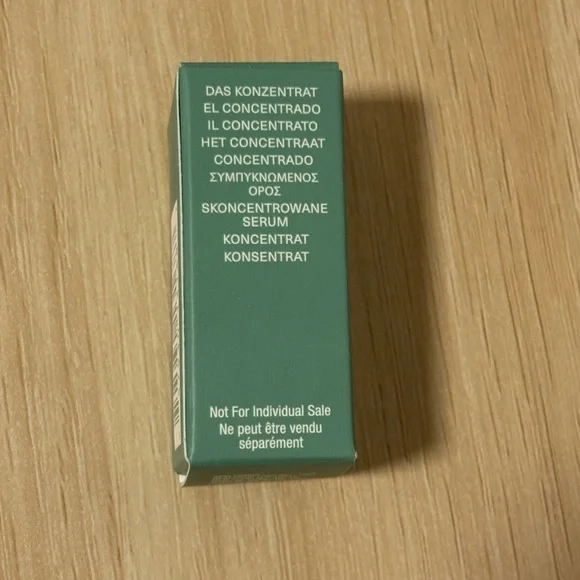 DAS KONZENTRAT
EL CONCENTRADO
IL CONCENTRATO
HET CONCENTRAAT
CONCENTRADO
ΣΥΜΠΥΚΝΩΜΕΝΟΣ
ΟΡΟΣ
SKONCENTROWANE
SERUM
KONCENTRAT
KONSENTRAT
Not For Individual Sale
Ne peut être vendu
séparément